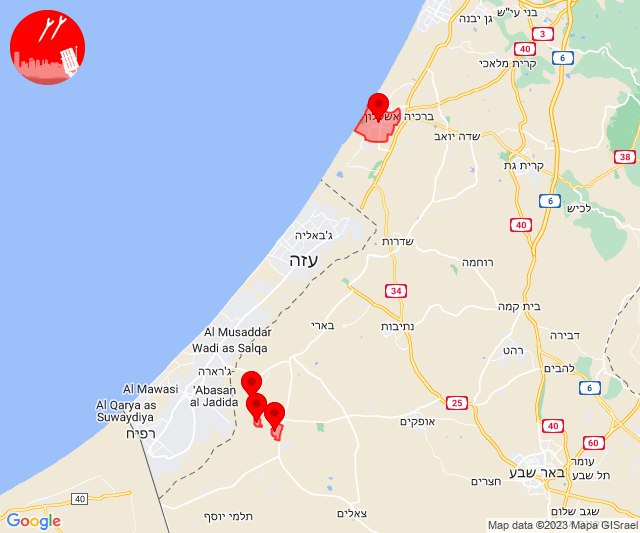 בני עי"ש
גן יבנה
3
40
6
קרית מלאכי
ברכיה
שדה יואב
38
קרית גת
6
לכיש
40
ג'באליה
שדרות
עזה
רוחמה
34
בית קמה
בארי
נתיבות
Al Musaddar
דבירה
Wadi as Salqa
רהט
להבים
ג'רארה
6
Al Mawasi
'Abasan
al Jadida
25
Al Qarya as
Suwaydiya
אופקים
40
רפיח
60
עומר
באר שבע
תל שבע
חצרים
40
צאלים
שגב שלום
תלמי יוסף
Google
Map data ©2023 Mapa GISrael